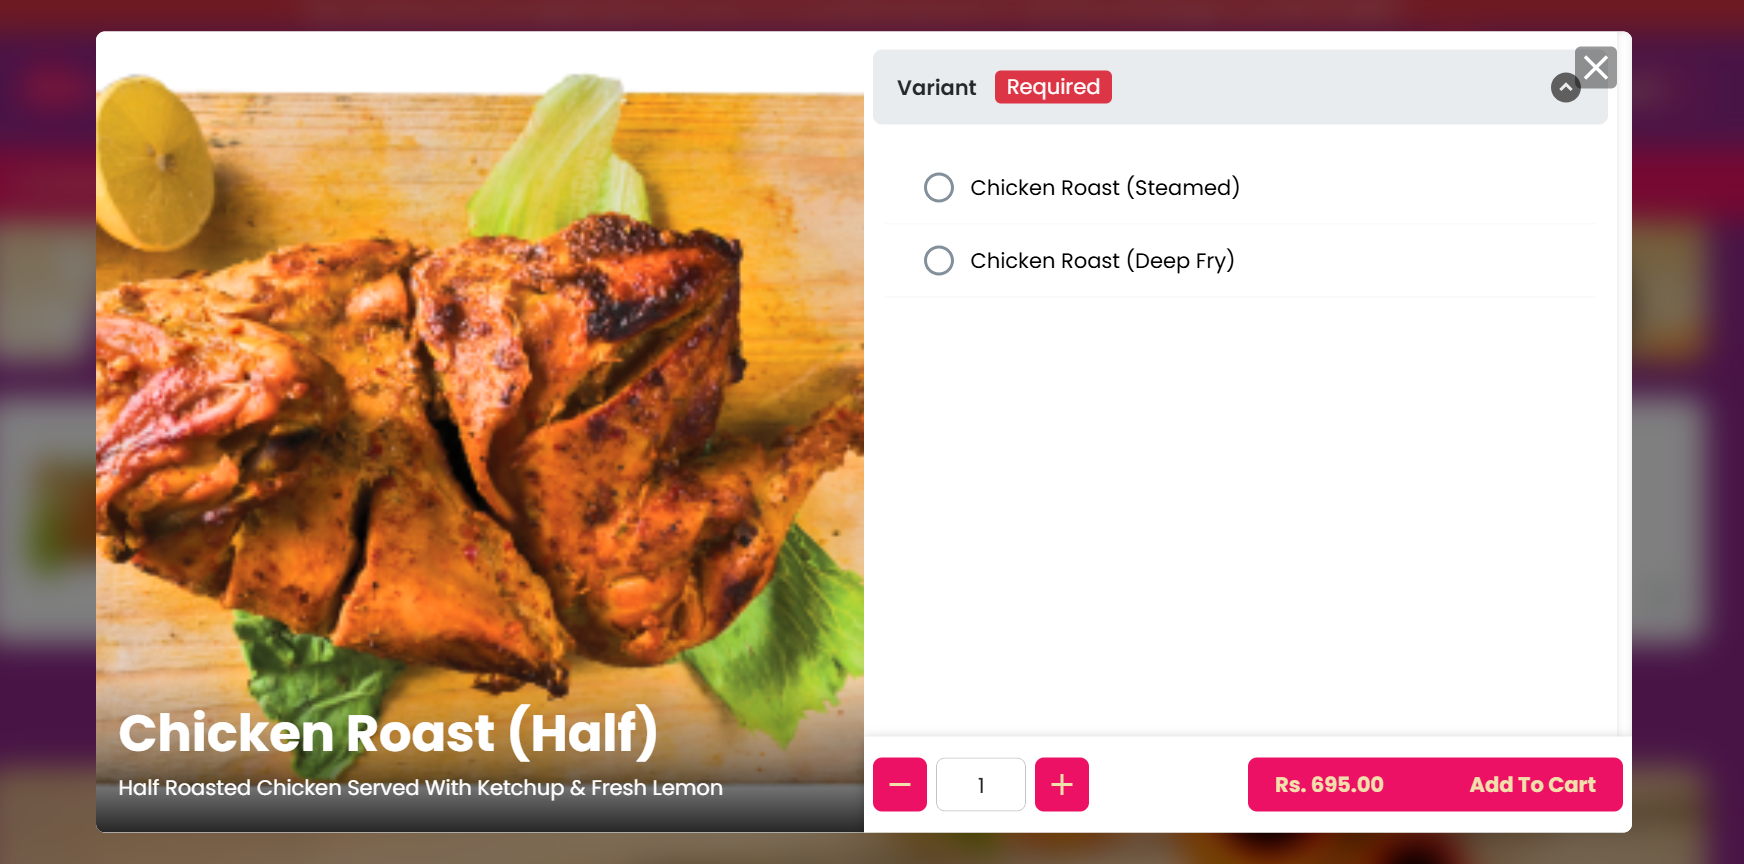 Chicken Roast (Half)
Half Roasted Chicken Served With Ketchup & Fresh Lemon
Variant Required
Chicken Roast (Steamed)
Chicken Roast (Deep Fry)
1
Rs. 695.00 Add To Cart